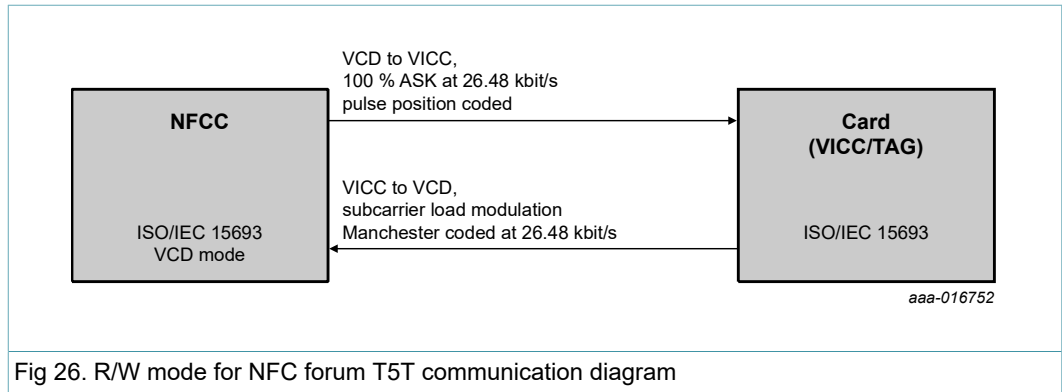 VCD to VICC,
100 % ASK at 26.48 kbit/s
pulse position coded
NFCC
Card
(VICC/TAG)
VICC to VCD,
subcarrier load modulation
Manchester coded at 26.48 kbit/s
ISO/IEC 15693
VCD mode
ISO/IEC 15693
aaa-016752
Fig 26. R/W mode for NFC forum T5T communication diagram